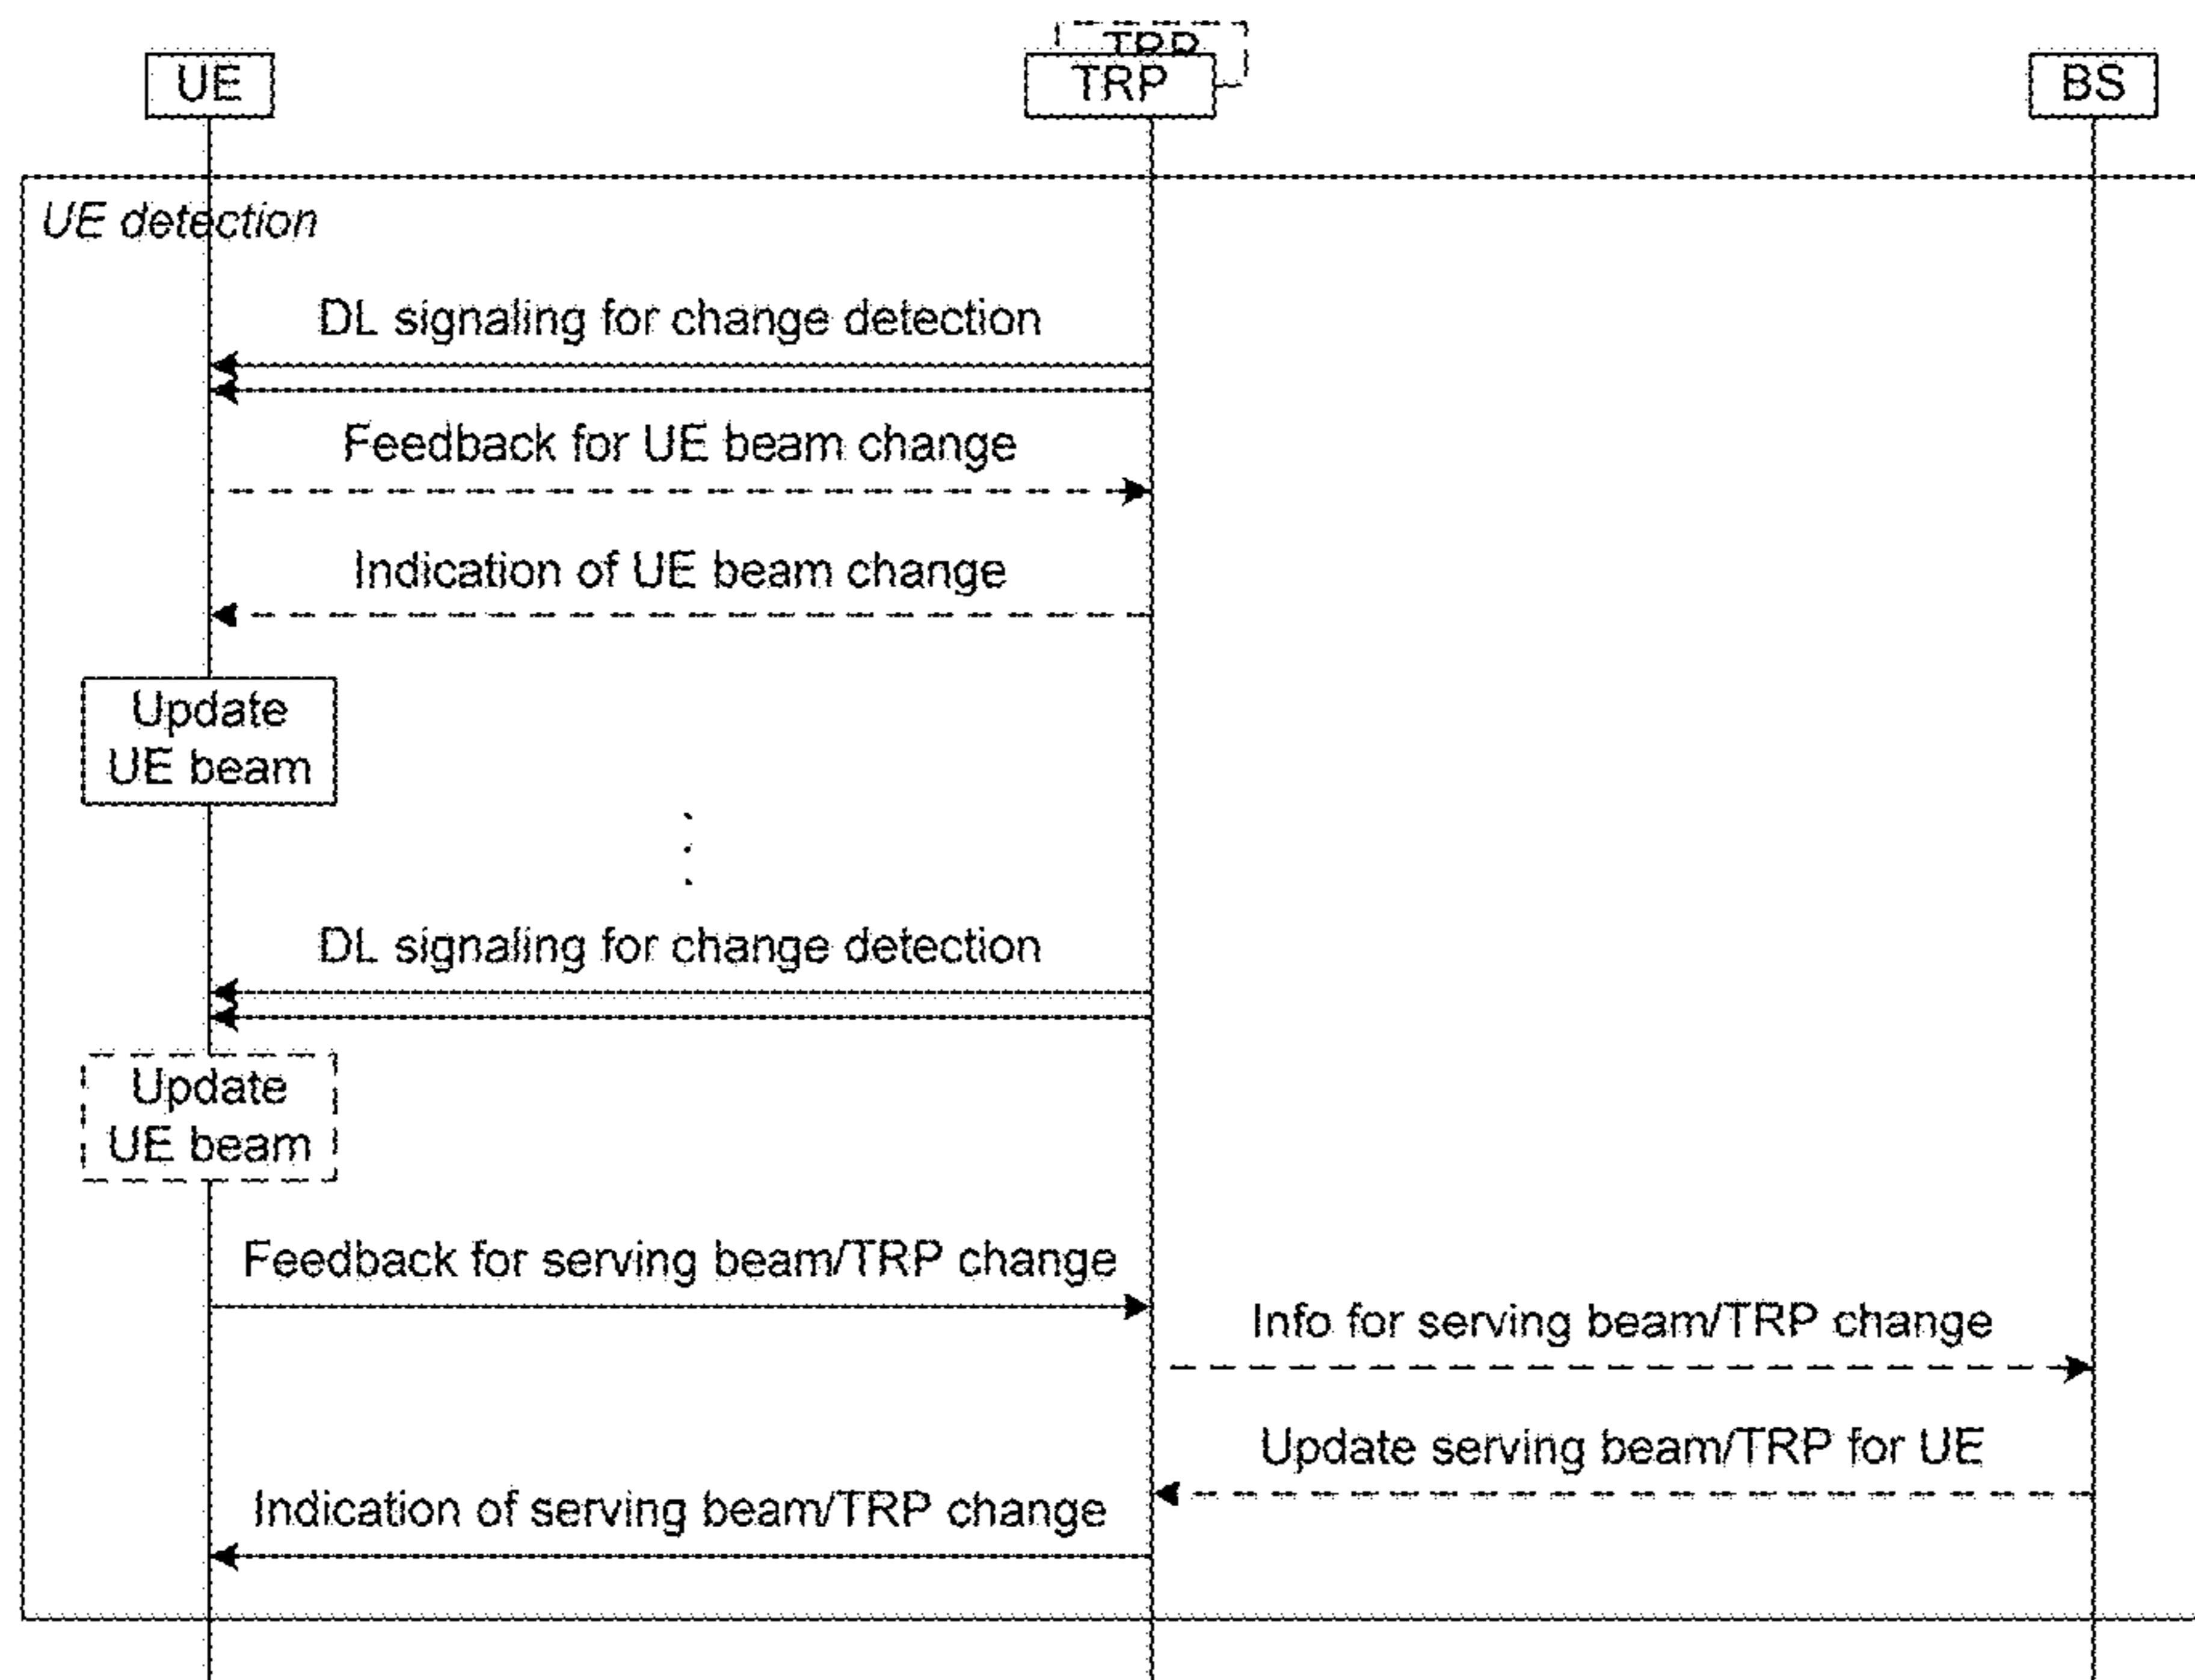 TRP
UE
TRP
BS
UE detection
DL signaling for change detection
Feedback for UE beam change
Indication of UE beam change
Update
UE beam
DL signaling for change detection
Update
UE beam
Feedback for serving beam/TRP change
Info for serving beam/TRP change
Update serving beam/TRP for UE
Indication of serving beam/TRP change